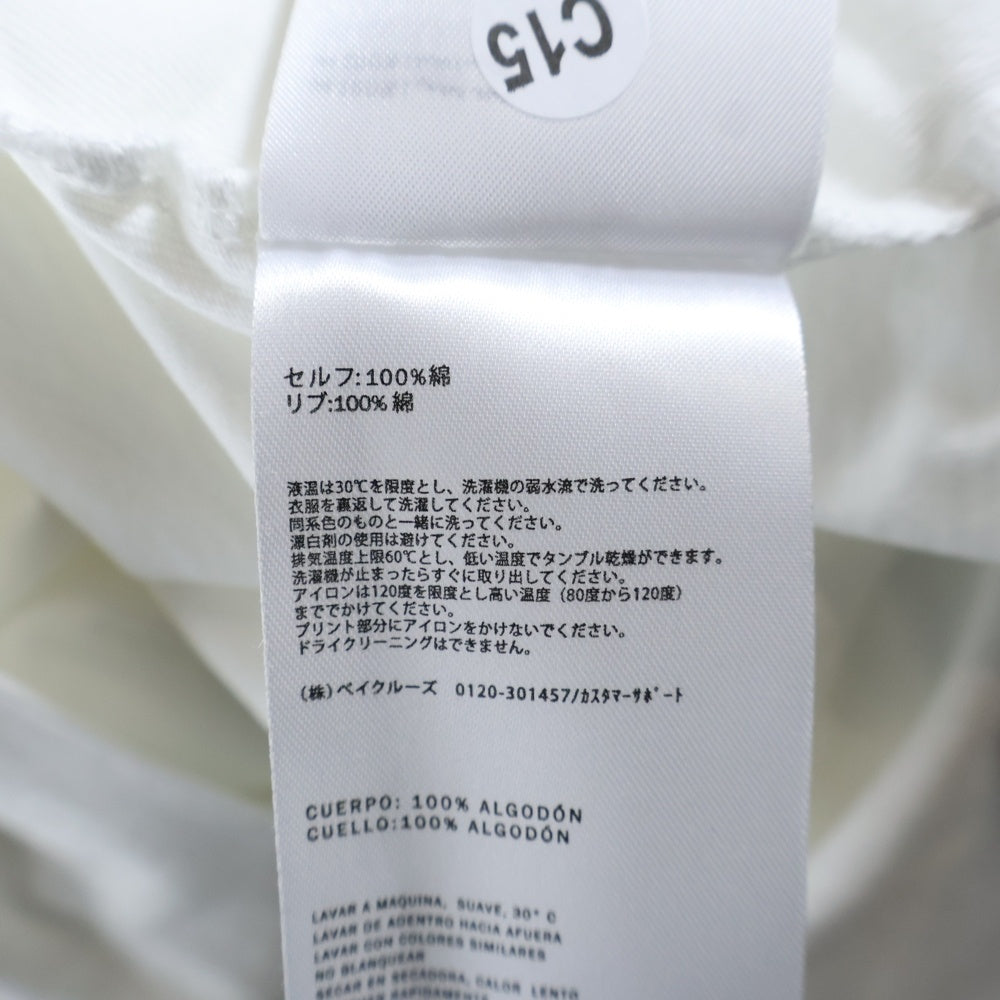 C15
セルフ:100%綿
リブ:100%綿
液温は30℃を限度とし、洗濯機の弱水流で洗ってください。
衣服を裏返して洗濯してください。
同系色のものと一緒に洗ってください。
漂白剤の使用は避けてください。
排気温度上限60℃とし、低い温度でタンブル乾燥ができます。
洗濯機が止まったらすぐに取り出してください。
アイロンは120度を限度とし高い温度（80度から120度）
まででかけてください。
プリント部分にアイロンをかけないでください。
ドライクリーニングはできません。
(株)ベイクルーズ 0120-301457/ｶｽﾀﾏｰｻﾎﾟｰﾄ
CUERPO: 100% ALGODÓN
CUELLO:100% ALGODÓN
LAVAR A MAQUINA, SUAVE, 30° C
LAVAR DE ADENTRO HACIA AFUERA
LAVAR CON COLORES SIMILARES
NO BLANQUEAR
SECAR EN SECADORA, CALOR LENTO
RAPIDAMENTE